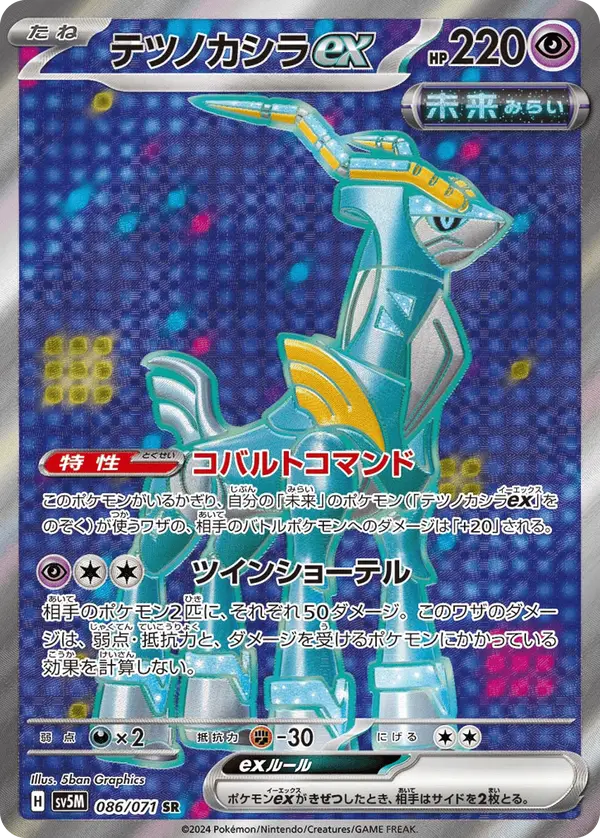 たね テツノカシラex HP220
未来 みらい
特性 とくせい コバルトコマンド
このポケモンがいるかぎり、自分の「未来」のポケモン(「テツノカシラex」を
のぞく)が使うワザの、相手のバトルポケモンへのダメージは「+20」される。
ツインショーテル
相手のポケモン2匹に、それぞれ50ダメージ。このワザのダメー
ジは、弱点・抵抗力と、ダメージを受けるポケモンにかかっている
効果を計算しない。
弱点 ×2 抵抗力 -30 にげる
Illus. 5ban Graphics
exルール
H sv5M 086/071 SR
ポケモンexがきぜつしたとき、相手はサイドを2枚とる。
©2024 Pokémon/Nintendo/Creatures/GAME FREAK.